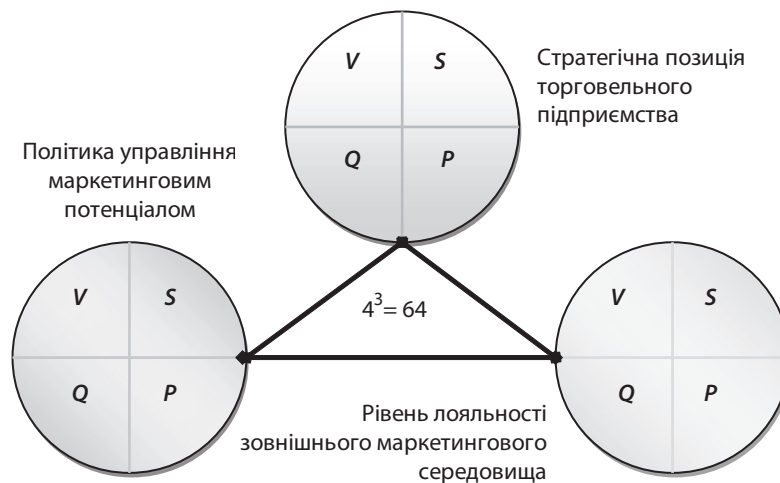 V S
Q P
Стратегічна позиція
торговельного
підприємства
Політика управління
маркетинговим
потенціалом
V S
Q P
4³= 64
V S
Q P
Рівень лояльності
зовнішнього маркетингового
середовища